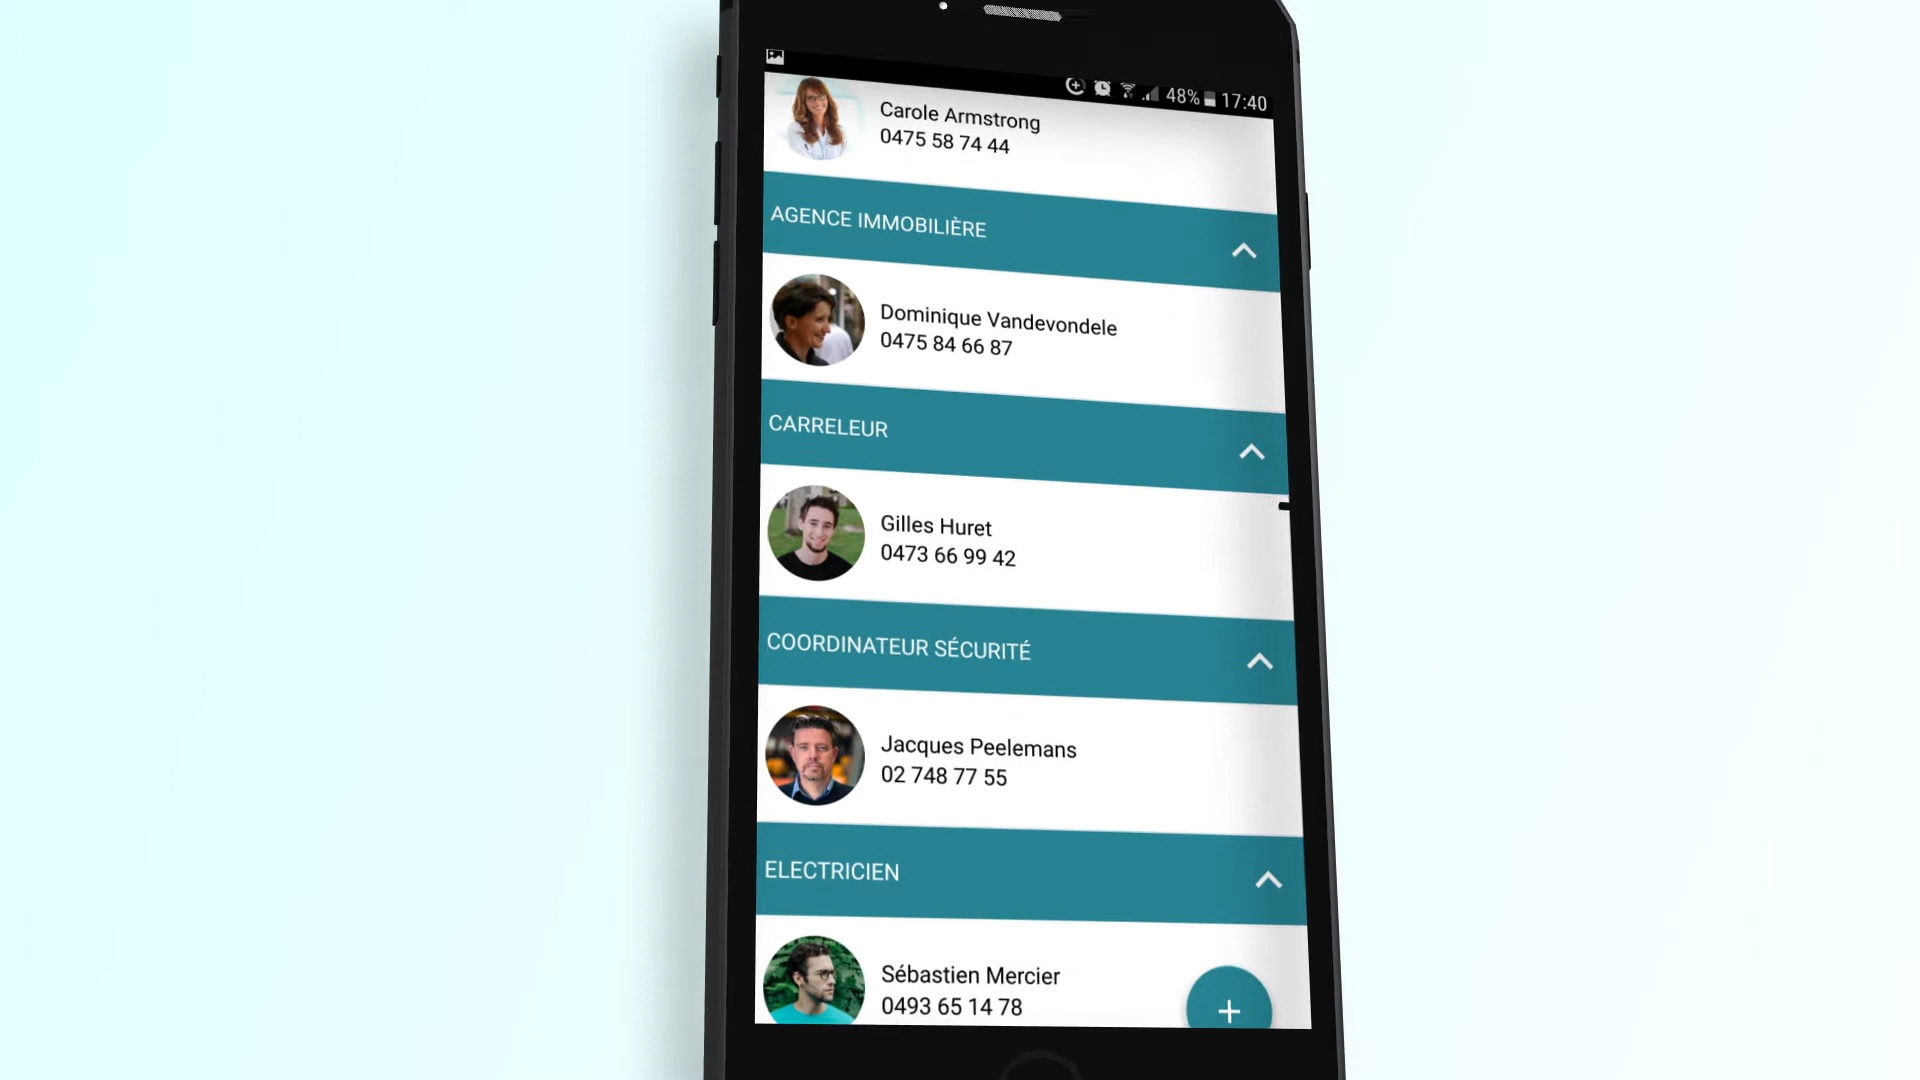 48% 17:40
Carole Armstrong
0475 58 74 44
AGENCE IMMOBILIÈRE
Dominique Vandevondele
0475 84 66 87
CARRELEUR
Gilles Huret
0473 66 99 42
COORDINATEUR SÉCURITÉ
Jacques Peelemans
02 748 77 55
ELECTRICIEN
Sébastien Mercier
0493 65 14 78
+